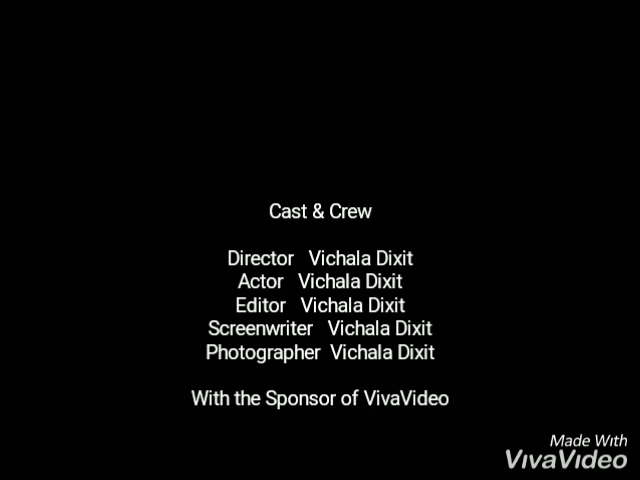 Cast & Crew
Director Vichala Dixit
Actor Vichala Dixit
Editor Vichala Dixit
Screenwriter Vichala Dixit
Photographer Vichala Dixit
With the Sponsor of VivaVideo
Made With
VivaVideo